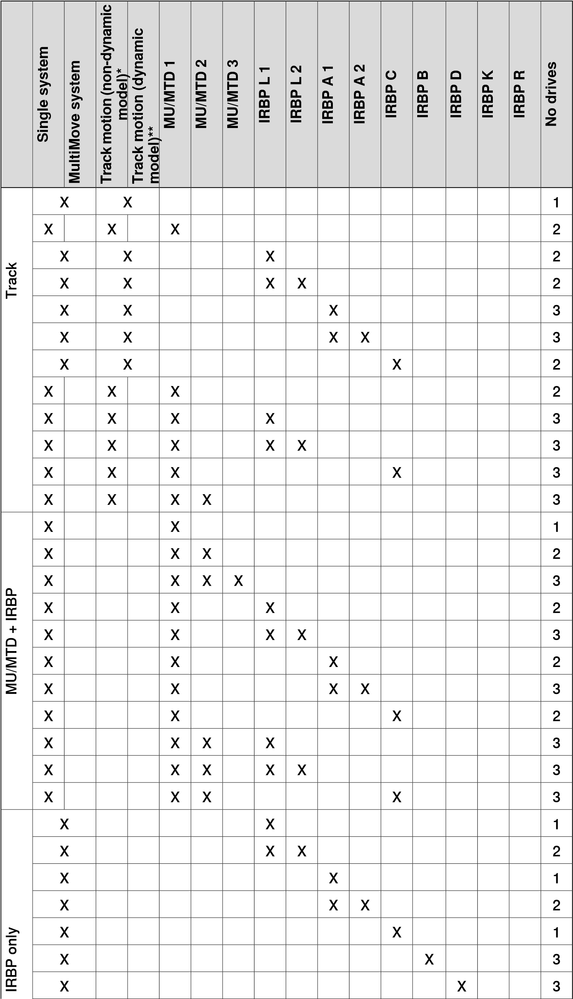 Single system
MultiMove system
Track motion (non-dynamic
model)*
Track motion (dynamic
model)**
MU/MTD 1
MU/MTD 2
MU/MTD 3
IRBP L 1
IRBP L 2
IRBP A 1
IRBP A 2
IRBP C
IRBP B
IRBP D
IRBP K
IRBP R
No drives
Track
X X 1
X X X 2
X X X 2
X X X X 2
X X X 3
X X X X 3
X X X 2
X X X 2
X X X X 3
X X X X X 3
X X X X 3
X X X X 3
MU/MTD + IRBP
X X 1
X X X 2
X X X X 3
X X X 2
X X X X 3
X X X 2
X X X X 3
X X X 2
X X X X 3
X X X X X 3
X X X X 3
IRBP only
X X 1
X X X 2
X X 1
X X X 2
X X 1
X X 3
X X 3